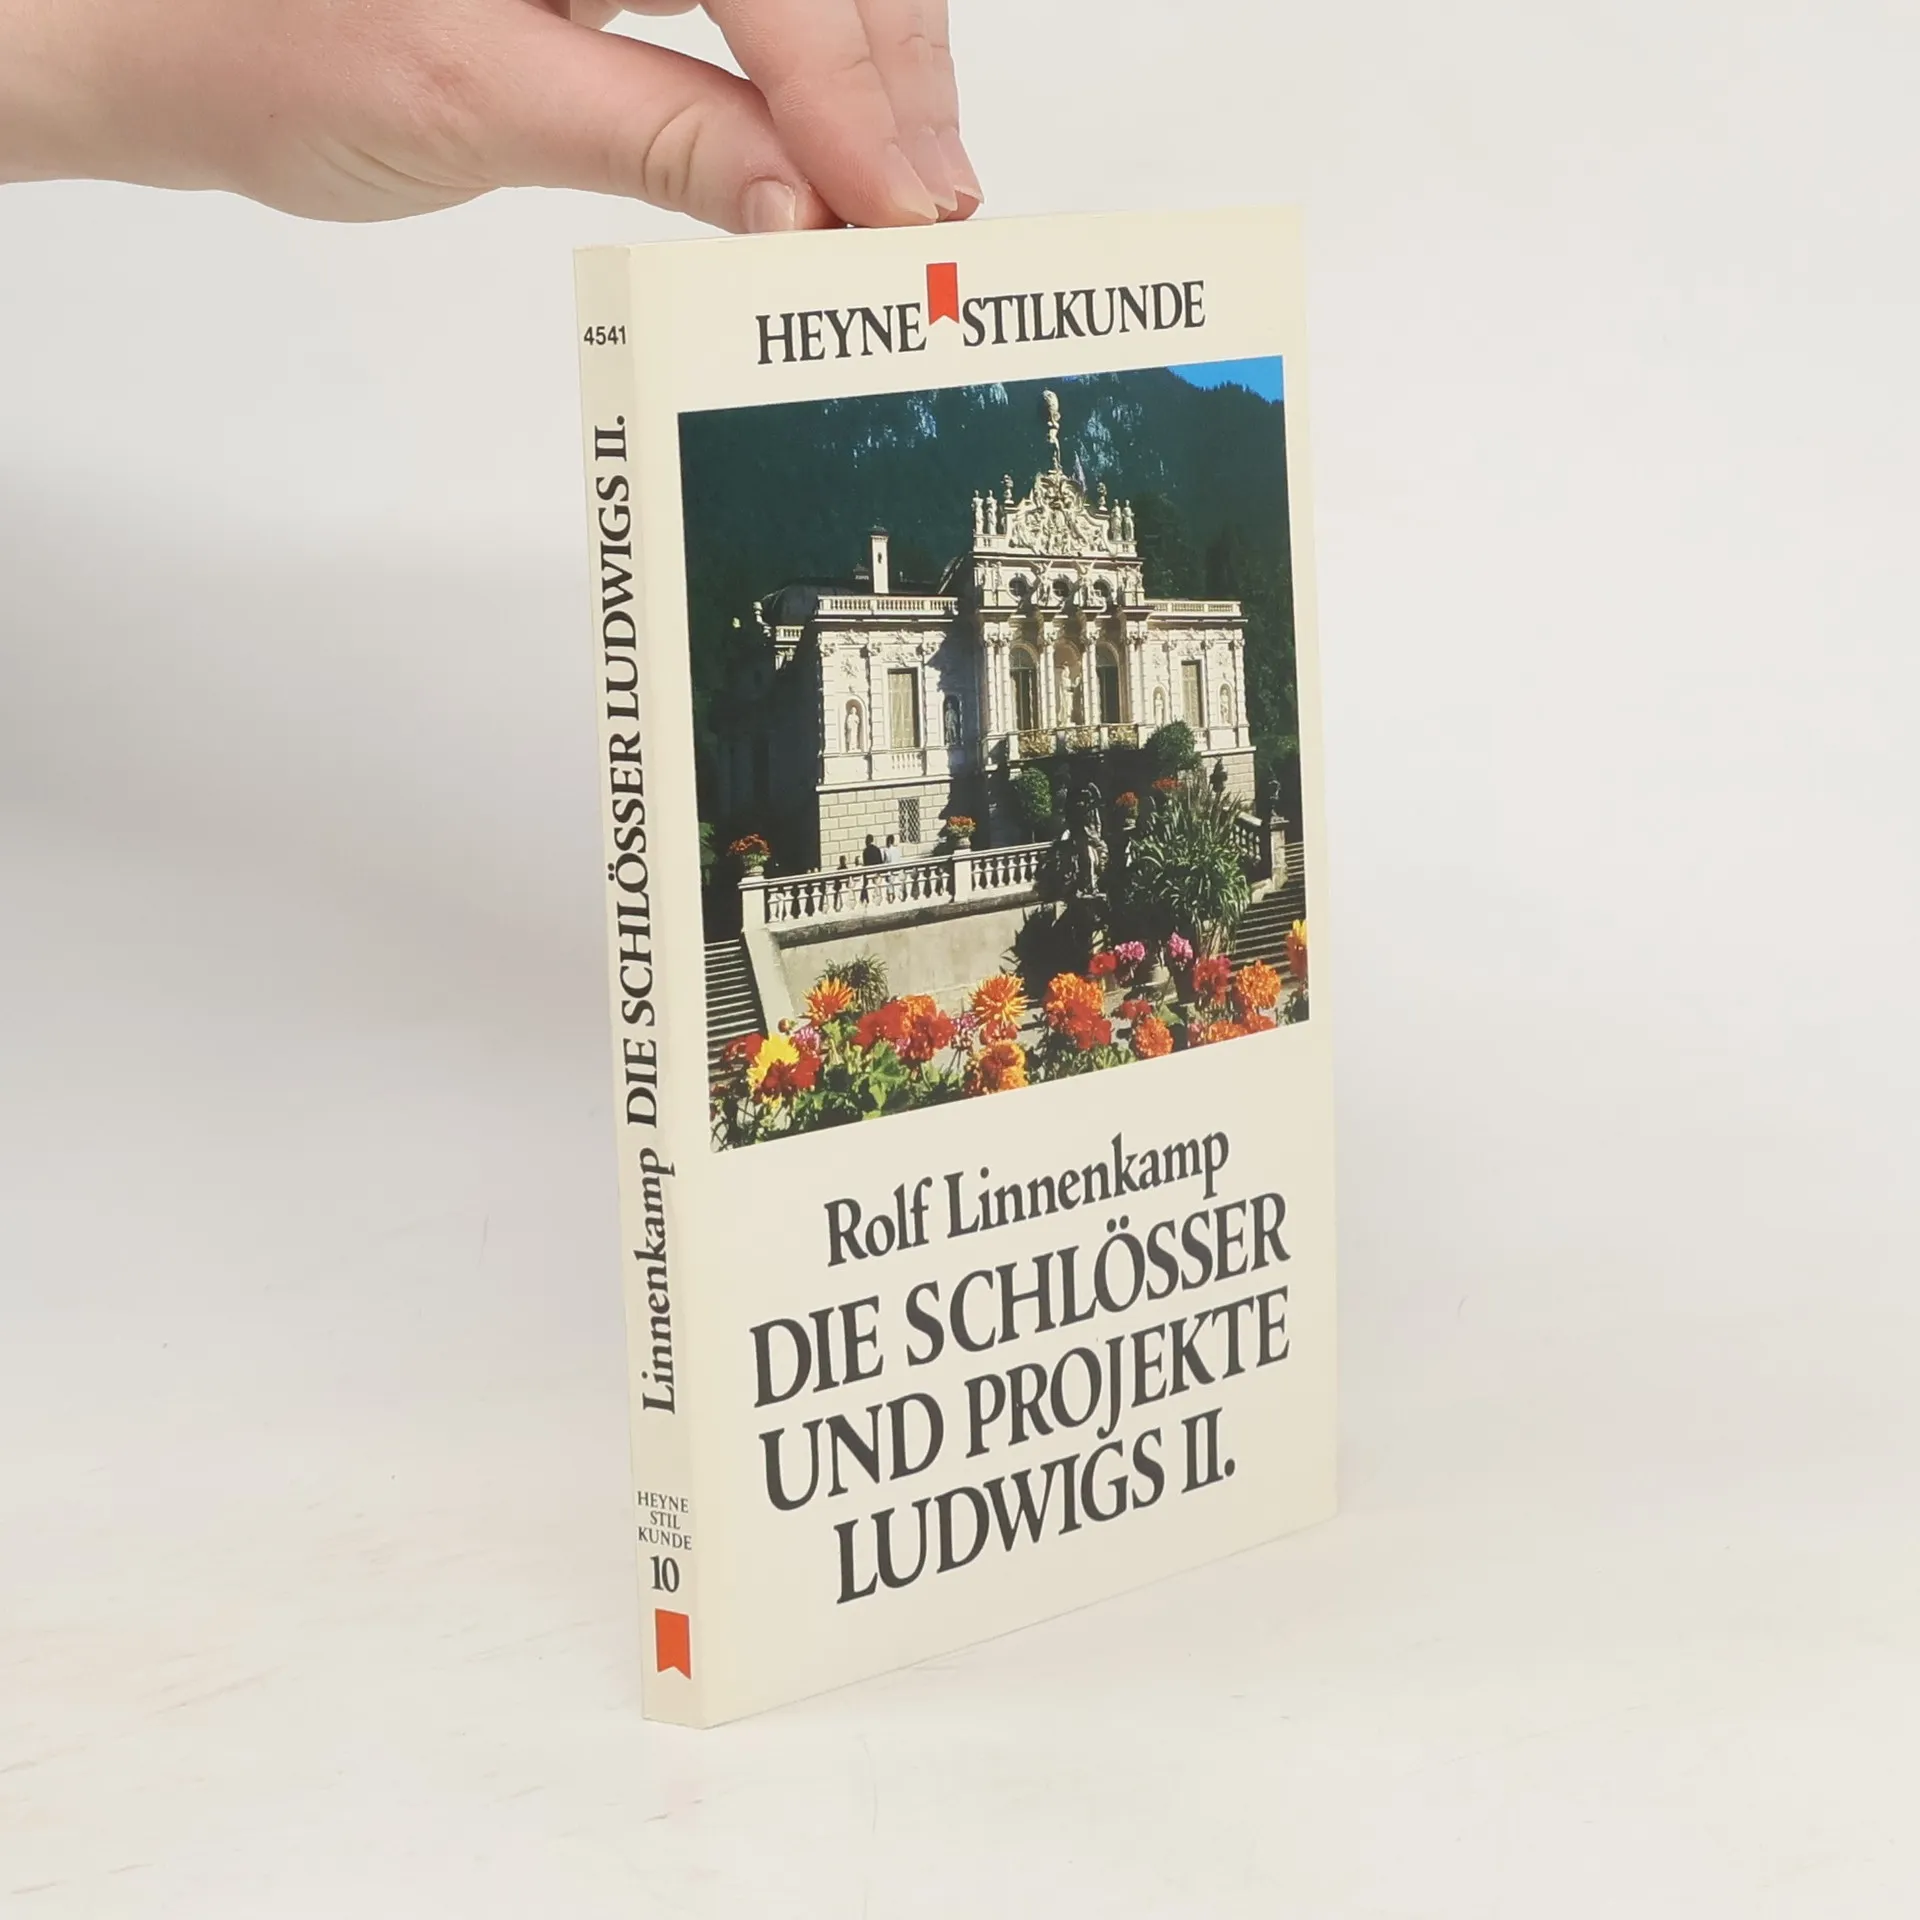 4541
Linnenkamp DIE SCHLÖSSER LUDWIGS II.
HEYNE
STIL
KUNDE
10
HEYNE STILKUNDE
Rolf Linnenkamp
DIE SCHLÖSSER
UND PROJEKTE
LUDWIGS II.